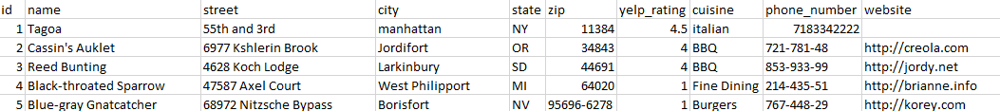 id name street city state zip yelp_rating cuisine phone_number website
1 Tagoa 55th and 3rd manhattan NY 11384 4.5 italian 7183342222
2 Cassin's Auklet 6977 Kshlerin Brook Jordifort OR 34843 4 BBQ 721-781-48 http://creola.com
3 Reed Bunting 4628 Koch Lodge Larkinbury SD 44691 4 BBQ 853-933-99 http://jordy.net
4 Black-throated Sparrow 47587 Axel Court West Philipport MI 64020 1 Fine Dining 214-435-51 http://brianne.info
5 Blue-gray Gnatcatcher 68972 Nitzsche Bypass Borisfort NV 95696-6278 1 Burgers 767-448-29 http://korey.com